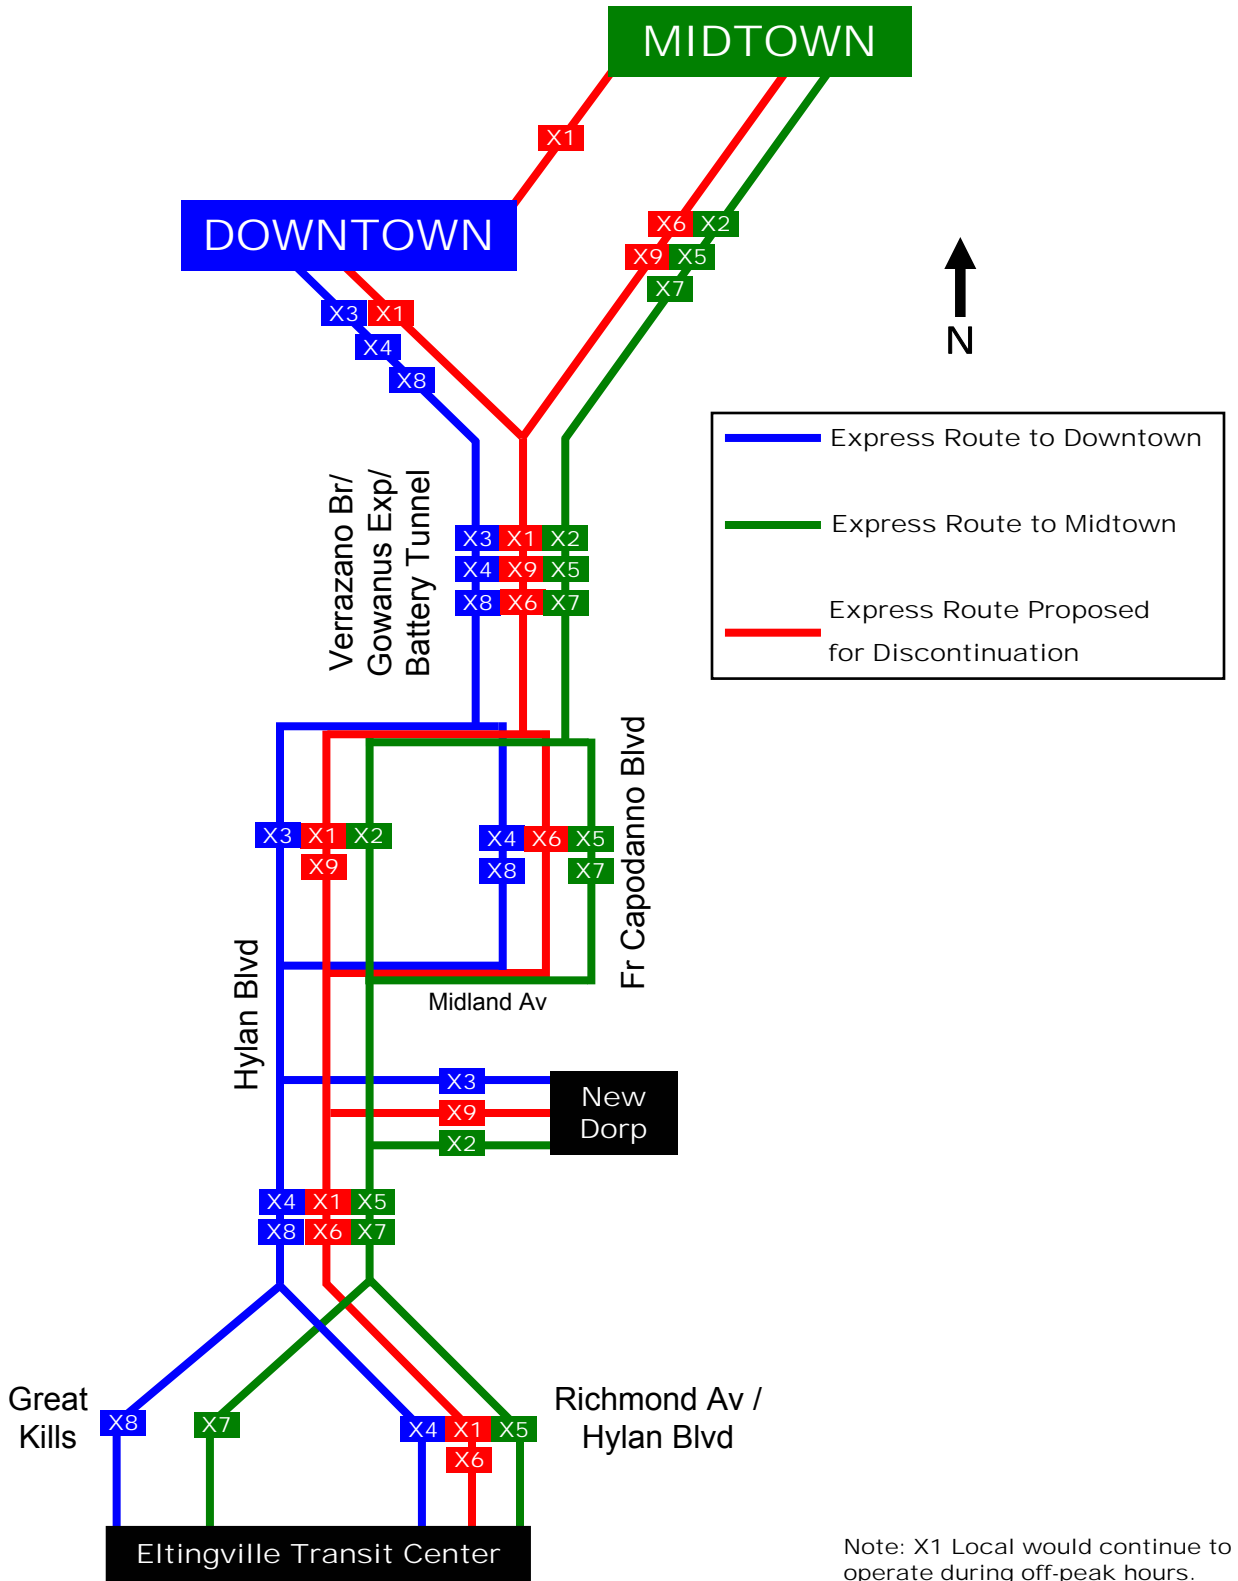 MIDTOWN
X1
DOWNTOWN
X6 X2
X9 X5
X7
X3 X1
X4
X8
N
Express Route to Downtown
Express Route to Midtown
Express Route Proposed
for Discontinuation
Verrazano Br/
Gowanus Exp/
Battery Tunnel
X3 X1 X2
X4 X9 X5
X8 X6 X7
Fr Capodanno Blvd
X3 X1 X2
X9
X4 X6 X5
X8 X7
Hylan Blvd
Midland Av
X3
X9
X2
New
Dorp
X4 X1 X5
X8 X6 X7
Great
Kills
X8
X7
X4 X1 X5
X6
Richmond Av /
Hylan Blvd
Eltingville Transit Center
Note: X1 Local would continue to
operate during off-peak hours.